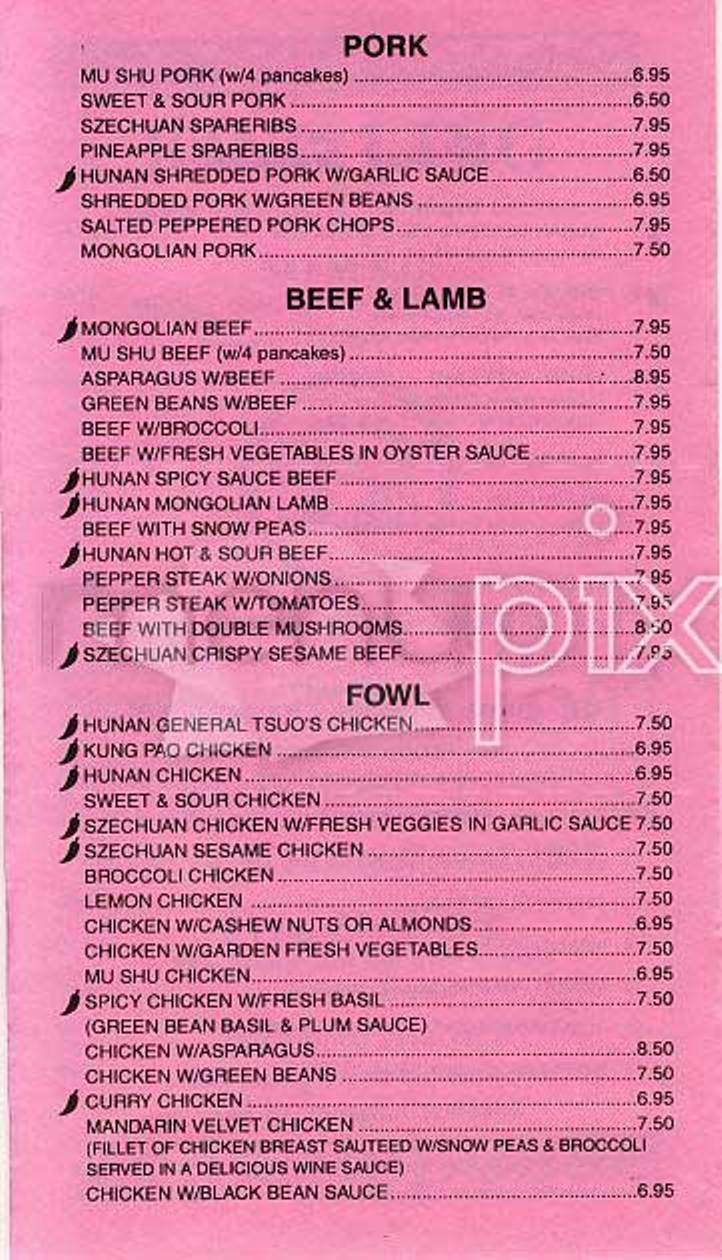 PORK
MU SHU PORK (w/4 pancakes) ........ 6.95
SWEET & SOUR PORK ........ 6.50
SZECHUAN SPARERIBS ........ 7.95
PINEAPPLE SPARERIBS ........ 7.95
HUNAN SHREDDED PORK W/GARLIC SAUCE ........ 6.50
SHREDDED PORK W/GREEN BEANS ........ 6.95
SALTED PEPPERED PORK CHOPS ........ 7.95
MONGOLIAN PORK ........ 7.50
BEEF & LAMB
MONGOLIAN BEEF ........ 7.95
MU SHU BEEF (w/4 pancakes) ........ 7.50
ASPARAGUS W/BEEF ........ 8.95
GREEN BEANS W/BEEF ........ 7.95
BEEF W/BROCCOLI ........ 7.95
BEEF W/FRESH VEGETABLES IN OYSTER SAUCE ........ 7.95
HUNAN SPICY SAUCE BEEF ........ 7.95
HUNAN MONGOLIAN LAMB ........ 7.95
BEEF WITH SNOW PEAS ........ 7.95
HUNAN HOT & SOUR BEEF ........ 7.95
PEPPER STEAK W/ONIONS ........ 7.95
PEPPER STEAK W/TOMATOES ........ 7.95
BEEF WITH DOUBLE MUSHROOMS ........ 8.50
SZECHUAN CRISPY SESAME BEEF ........ 7.95
pix
FOWL
HUNAN GENERAL TSUO'S CHICKEN ........ 7.50
KUNG PAO CHICKEN ........ 6.95
HUNAN CHICKEN ........ 6.95
SWEET & SOUR CHICKEN ........ 7.50
SZECHUAN CHICKEN W/FRESH VEGGIES IN GARLIC SAUCE 7.50
SZECHUAN SESAME CHICKEN ........ 7.50
BROCCOLI CHICKEN ........ 7.50
LEMON CHICKEN ........ 7.50
CHICKEN W/CASHEW NUTS OR ALMONDS ........ 6.95
CHICKEN W/GARDEN FRESH VEGETABLES ........ 7.50
MU SHU CHICKEN ........ 6.95
SPICY CHICKEN W/FRESH BASIL ........ 7.50
(GREEN BEAN BASIL & PLUM SAUCE)
CHICKEN W/ASPARAGUS ........ 8.50
CHICKEN W/GREEN BEANS ........ 7.50
CURRY CHICKEN ........ 6.95
MANDARIN VELVET CHICKEN ........ 7.50
(FILLET OF CHICKEN BREAST SAUTEED W/SNOW PEAS & BROCCOLI
SERVED IN A DELICIOUS WINE SAUCE)
CHICKEN W/BLACK BEAN SAUCE ........ 6.95